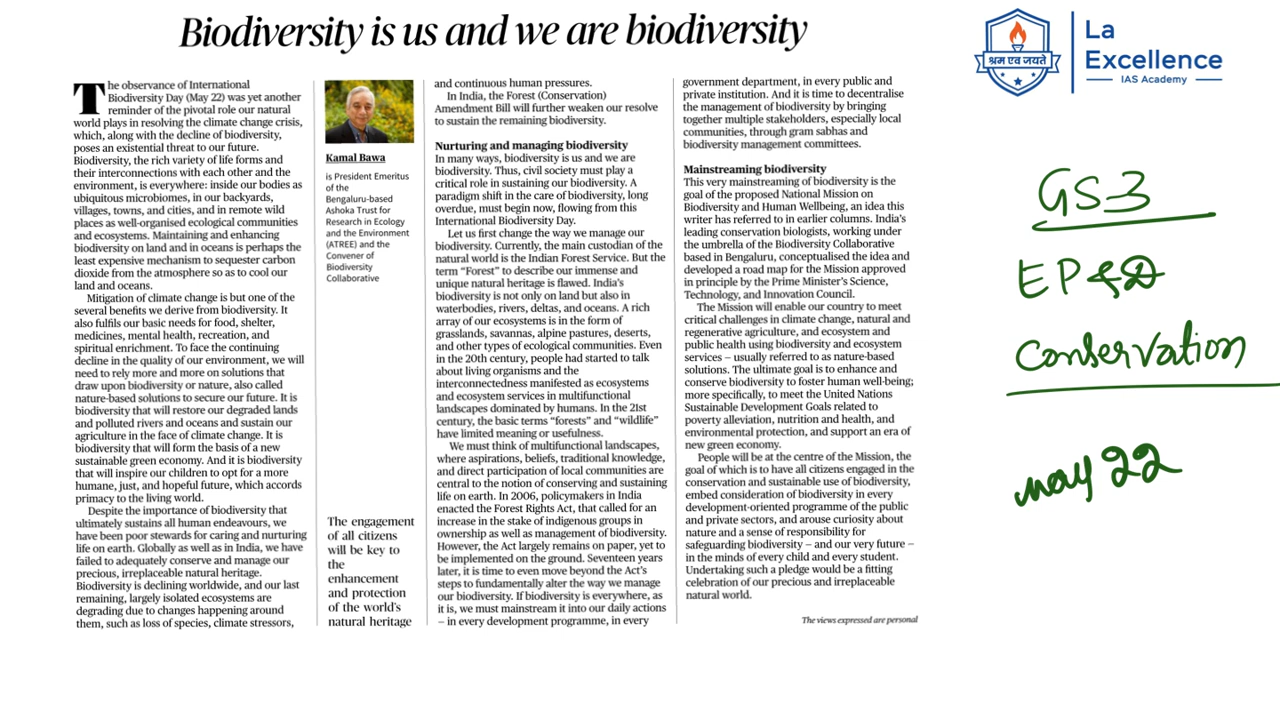 Biodiversity is us and we are biodiversity
The observance of International
Biodiversity Day (May 22) was yet another
reminder of the pivotal role our natural
world plays in resolving the climate change crisis,
which, along with the decline of biodiversity,
poses an existential threat to our future.
Biodiversity, the rich variety of life forms and
their interconnections with each other and the
environment, is everywhere: inside our bodies as
ubiquitous microbiomes, in our backyards,
villages, towns, and cities, and in remote wild
places as well-organised ecological communities
and ecosystems. Maintaining and enhancing
biodiversity on land and in oceans is perhaps the
least expensive mechanism to sequester carbon
dioxide from the atmosphere so as to cool our
land and oceans.
Mitigation of climate change is but one of the
several benefits we derive from biodiversity. It
also fulfils our basic needs for food, shelter,
medicines, mental health, recreation, and
spiritual enrichment. To face the continuing
decline in the quality of our environment, we will
need to rely more and more on solutions that
draw upon biodiversity or nature, also called
nature-based solutions to secure our future. It is
biodiversity that will restore our degraded lands
and polluted rivers and oceans and sustain our
agriculture in the face of climate change. It is
biodiversity that will form the basis of a new
sustainable green economy. And it is biodiversity
that will inspire our children to opt for a more
humane, just, and hopeful future, which accords
primacy to the living world.
Despite the importance of biodiversity that
ultimately sustains all human endeavours, we
have been poor stewards for caring and nurturing
life on earth. Globally as well as in India, we have
failed to adequately conserve and manage our
precious, irreplaceable natural heritage.
Biodiversity is declining worldwide, and our last
remaining, largely isolated ecosystems are
degrading due to changes happening around
them, such as loss of species, climate stressors,
Kamal Bawa
is President Emeritus
of the
Bengaluru-based
Ashoka Trust for
Research in Ecology
and the Environment
(ATREE) and the
Convener of
Biodiversity
Collaborative
The engagement
of all citizens
will be key to
the
enhancement
and protection
of the world's
natural heritage
and continuous human pressures.
In India, the Forest (Conservation)
Amendment Bill will further weaken our resolve
to sustain the remaining biodiversity.
Nurturing and managing biodiversity
In many ways, biodiversity is us and we are
biodiversity. Thus, civil society must play a
critical role in sustaining our biodiversity. A
paradigm shift in the care of biodiversity, long
overdue, must begin now, flowing from this
International Biodiversity Day.
Let us first change the way we manage our
biodiversity. Currently, the main custodian of the
natural world is the Indian Forest Service. But the
term “Forest” to describe our immense and
unique natural heritage is flawed. India's
biodiversity is not only on land but also in
waterbodies, rivers, deltas, and oceans. A rich
array of our ecosystems is in the form of
grasslands, savannas, alpine pastures, deserts,
and other types of ecological communities. Even
in the 20th century, people had started to talk
about living organisms and the
interconnectedness manifested as ecosystems
and ecosystem services in multifunctional
landscapes dominated by humans. In the 21st
century, the basic terms “forests” and “wildlife”
have limited meaning or usefulness.
We must think of multifunctional landscapes,
where aspirations, beliefs, traditional knowledge,
and direct participation of local communities are
central to the notion of conserving and sustaining
life on earth. In 2006, policymakers in India
enacted the Forest Rights Act, that called for an
increase in the stake of indigenous groups in
ownership as well as management of biodiversity.
However, the Act largely remains on paper, yet to
be implemented on the ground. Seventeen years
later, it is time to even move beyond the Act's
steps to fundamentally alter the way we manage
our biodiversity. If biodiversity is everywhere, as
it is, we must mainstream it into our daily actions
– in every development programme, in every
government department, in every public and
private institution. And it is time to decentralise
the management of biodiversity by bringing
together multiple stakeholders, especially local
communities, through gram sabhas and
biodiversity management committees.
Mainstreaming biodiversity
This very mainstreaming of biodiversity is the
goal of the proposed National Mission on
Biodiversity and Human Wellbeing, an idea this
writer has referred to in earlier columns. India's
leading conservation biologists, working under
the umbrella of the Biodiversity Collaborative
based in Bengaluru, conceptualised the idea and
developed a road map for the Mission approved
in principle by the Prime Minister's Science,
Technology, and Innovation Council.
The Mission will enable our country to meet
critical challenges in climate change, natural and
regenerative agriculture, and ecosystem and
public health using biodiversity and ecosystem
services – usually referred to as nature-based
solutions. The ultimate goal is to enhance and
conserve biodiversity to foster human well-being;
more specifically, to meet the United Nations
Sustainable Development Goals related to
poverty alleviation, nutrition and health, and
environmental protection, and support an era of
new green economy.
People will be at the centre of the Mission, the
goal of which is to have all citizens engaged in the
conservation and sustainable use of biodiversity,
embed consideration of biodiversity in every
development-oriented programme of the public
and private sectors, and arouse curiosity about
nature and a sense of responsibility for
safeguarding biodiversity – and our very future –
in the minds of every child and every student.
Undertaking such a pledge would be a fitting
celebration of our precious and irreplaceable
natural world.
The views expressed are personal
श्रम एव जयते
La
Excellence
IAS Academy
GS-3
EP&D
Conservation
may 22